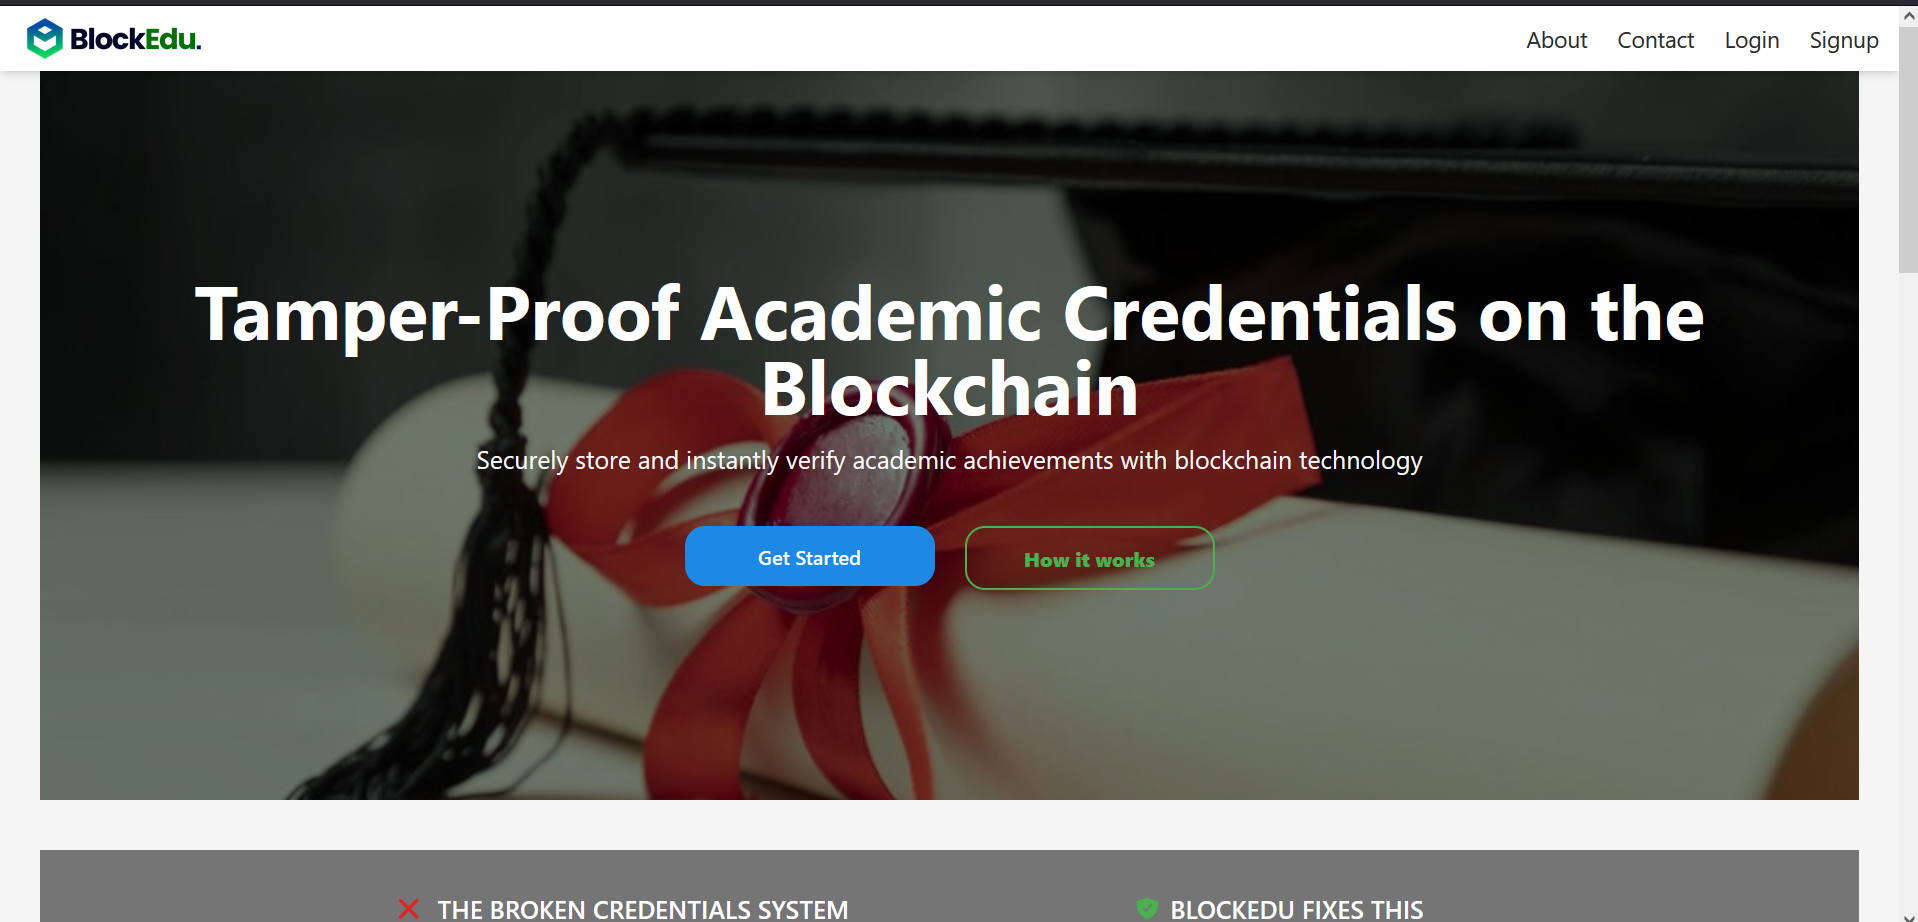 BlockEdu.
About Contact Login Signup
Tamper-Proof Academic Credentials on the
Blockchain
Securely store and instantly verify academic achievements with blockchain technology
Get Started
How it works
THE BROKEN CREDENTIALS SYSTEM
BLOCKEDU FIXES THIS